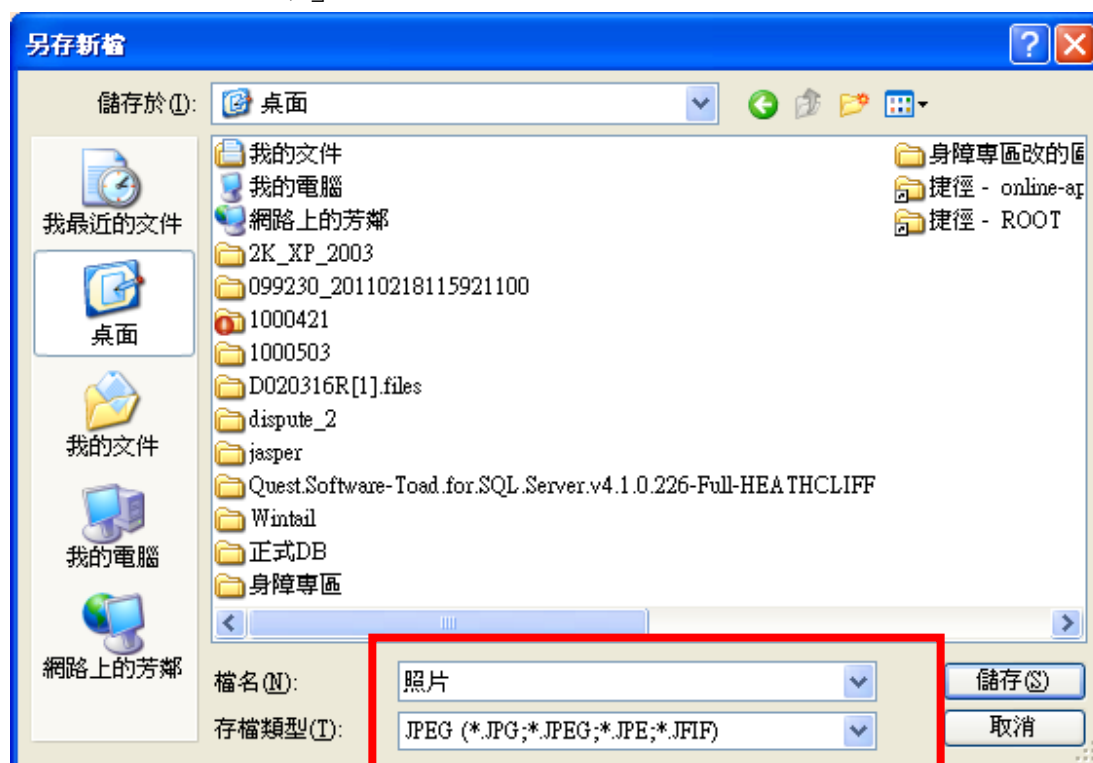 另存新檔
儲存於(I):
桌面
我最近的文件
桌面
我的文件
我的電腦
網路上的芳鄰
我的文件
我的電腦
網路上的芳鄰
2K_XP_2003
099230_20110218115921100
1000421
1000503
D020316R[1].files
dispute_2
jasper
Quest.Software-Toad.for.SQL.Server.v4.1.0.226-Full-HEATHCLIFF
Wintail
正式DB
身障專區
身障專區改的
捷徑 - online-ap
捷徑 - ROOT
檔名(N):
照片
儲存(S)
存檔類型(T):
JPEG (*.JPG;*.JPEG;*.JPE;*.JFIF)
取消